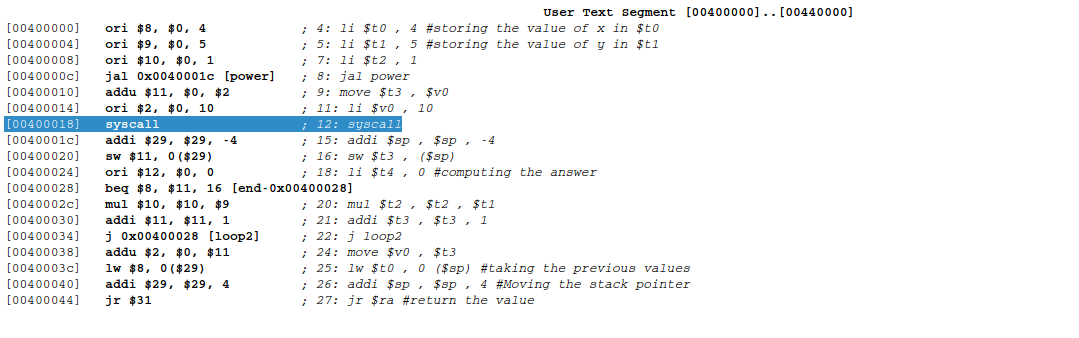 User Text Segment [00400000]..[00440000]
[00400000] ori $8, $0, 4 ; 4: li $t0 , 4 #storing the value of x in $t0
[00400004] ori $9, $0, 5 ; 5: li $t1 , 5 #storing the value of y in $t1
[00400008] ori $10, $0, 1 ; 7: li $t2 , 1
[0040000c] jal 0x0040001c [power] ; 8: jal power
[00400010] addu $11, $0, $2 ; 9: move $t3 , $v0
[00400014] ori $2, $0, 10 ; 11: li $v0 , 10
[00400018] syscall ; 12: syscall
[0040001c] addi $29, $29, -4 ; 15: addi $sp , $sp , -4
[00400020] sw $11, 0($29) ; 16: sw $t3 , ($sp)
[00400024] ori $12, $0, 0 ; 18: li $t4 , 0 #computing the answer
[00400028] beq $8, $11, 16 [end-0x00400028]
[0040002c] mul $10, $10, $9 ; 20: mul $t2 , $t2 , $t1
[00400030] addi $11, $11, 1 ; 21: addi $t3 , $t3 , 1
[00400034] j 0x00400028 [loop2] ; 22: j loop2
[00400038] addu $2, $0, $11 ; 24: move $v0 , $t3
[0040003c] lw $8, 0($29) ; 25: lw $t0 , 0 ($sp) #taking the previous values
[00400040] addi $29, $29, 4 ; 26: addi $sp , $sp , 4 #Moving the stack pointer
[00400044] jr $31 ; 27: jr $ra #return the value